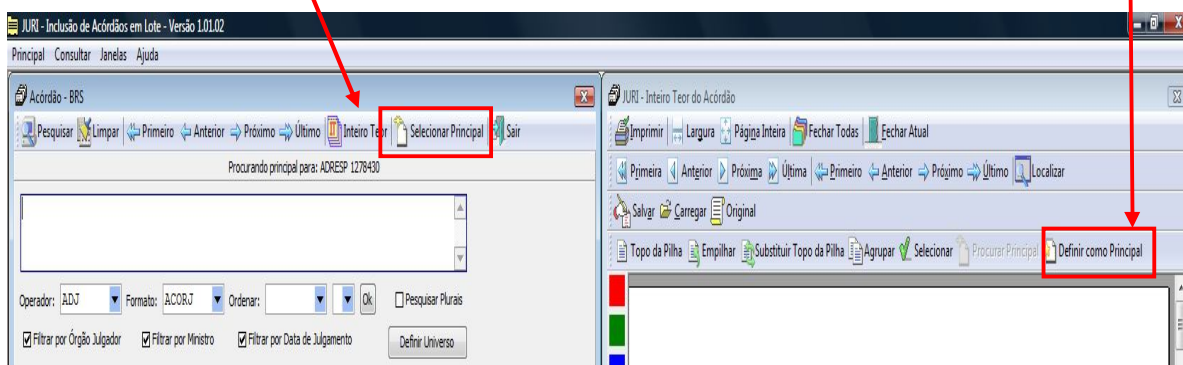 JURI - Inclusão de Acórdãos em Lote - Versão 1.01.02
Principal Consultar Janelas Ajuda
Acórdão - BRS
Pesquisar Limpar Primeiro Anterior Próximo Último Inteiro Teor Selecionar Principal Sair
Procurando principal para: ADRESP 1278430
Operador: ADJ Formato: ACORJ Ordenar: Ok Pesquisar Plurais
Filtrar por Órgão Julgador Filtrar por Ministro Filtrar por Data de Julgamento Definir Universo
JURI - Inteiro Teor do Acórdão
Imprimir Largura Página Inteira Fechar Todas Fechar Atual
Primeira Anterior Próxima Última Primeiro Anterior Próximo Último Localizar
Salvar Carregar Original
Topo da Pilha Empilhar Substituir Topo da Pilha Agrupar Selecionar Procurar Principal Definir como Principal